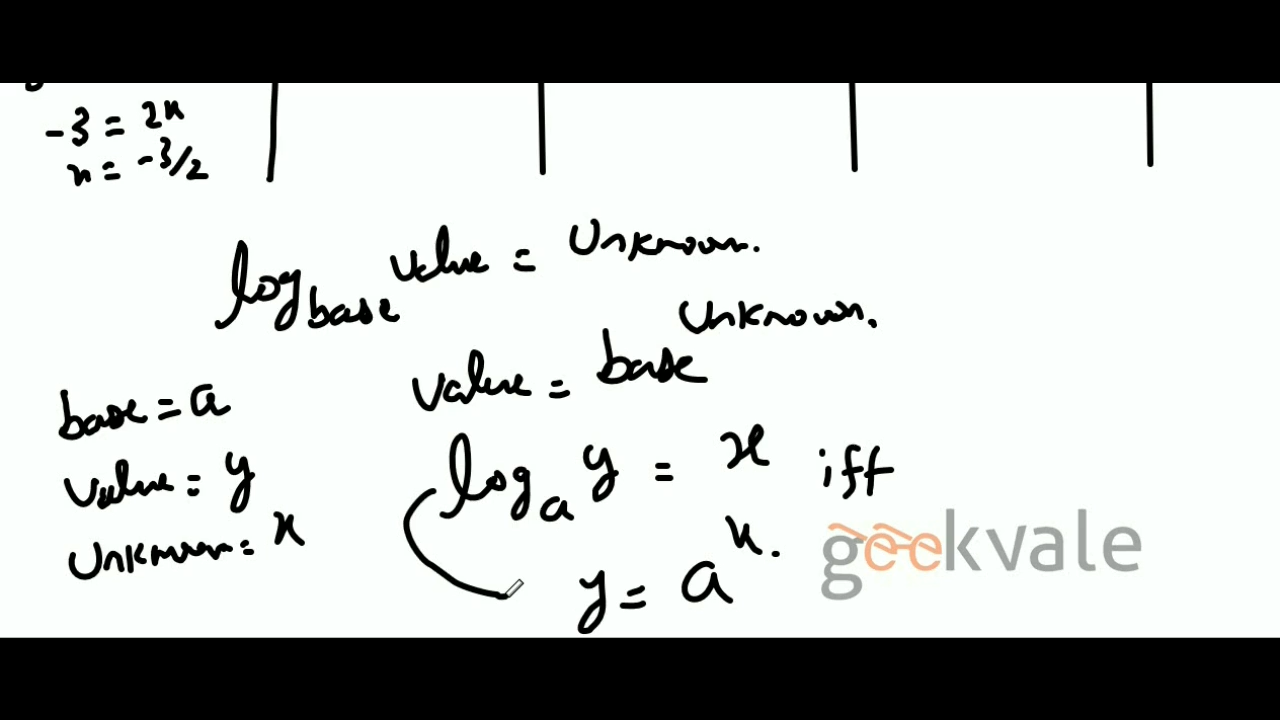 -3 = 2x
x = -3/2
log base value = Unknown.
value = base Unknown.
base = a
value = y
Unknown = x
log a y = x iff
y = a x.
geekvale